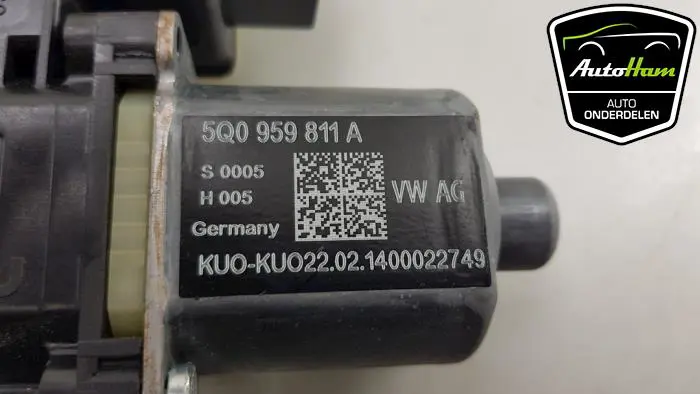 5Q0 959 811 A
S 0005
H 005
VW AG
Germany
KUO-KUO22.02.1400022749
AutoHam
AUTO
ONDERDELEN